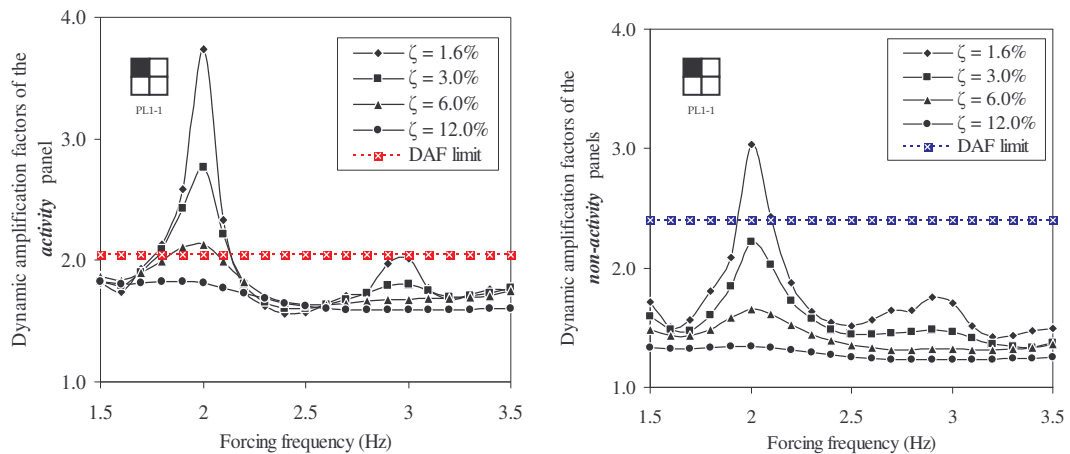 Dynamic amplification factors of the
activity panel
4.0
3.0
2.0
1.0
PL1-1
ζ = 1.6%
ζ = 3.0%
ζ = 6.0%
ζ = 12.0%
DAF limit
1.5
2
2.5
3
3.5
Forcing frequency (Hz)
Dynamic amplification factors of the
non-activity panels
4.0
3.0
2.0
1.0
PL1-1
ζ = 1.6%
ζ = 3.0%
ζ = 6.0%
ζ = 12.0%
DAF limit
1.5
2
2.5
3
3.5
Forcing frequency (Hz)